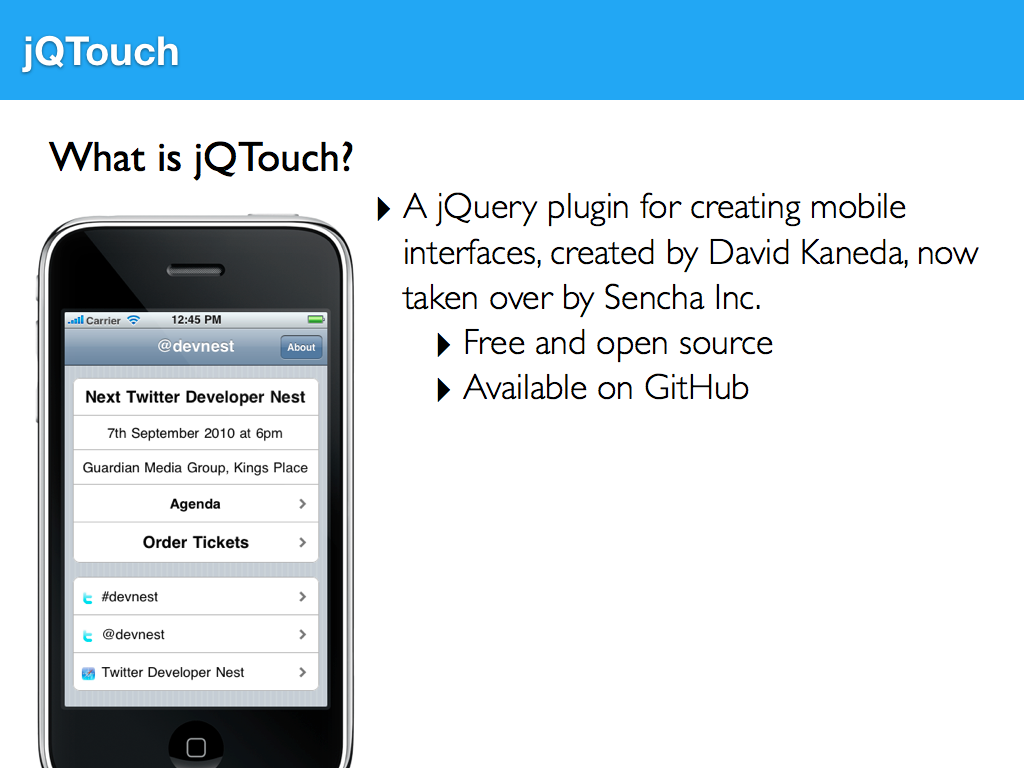 jQTouch
What is jQTouch?
‣ A jQuery plugin for creating mobile
interfaces, created by David Kaneda, now
taken over by Sencha Inc.
‣ Free and open source
‣ Available on GitHub
Carrier 12:45 PM
@devnest About
Next Twitter Developer Nest
7th September 2010 at 6pm
Guardian Media Group, Kings Place
Agenda
Order Tickets
#devnest
@devnest
Twitter Developer Nest